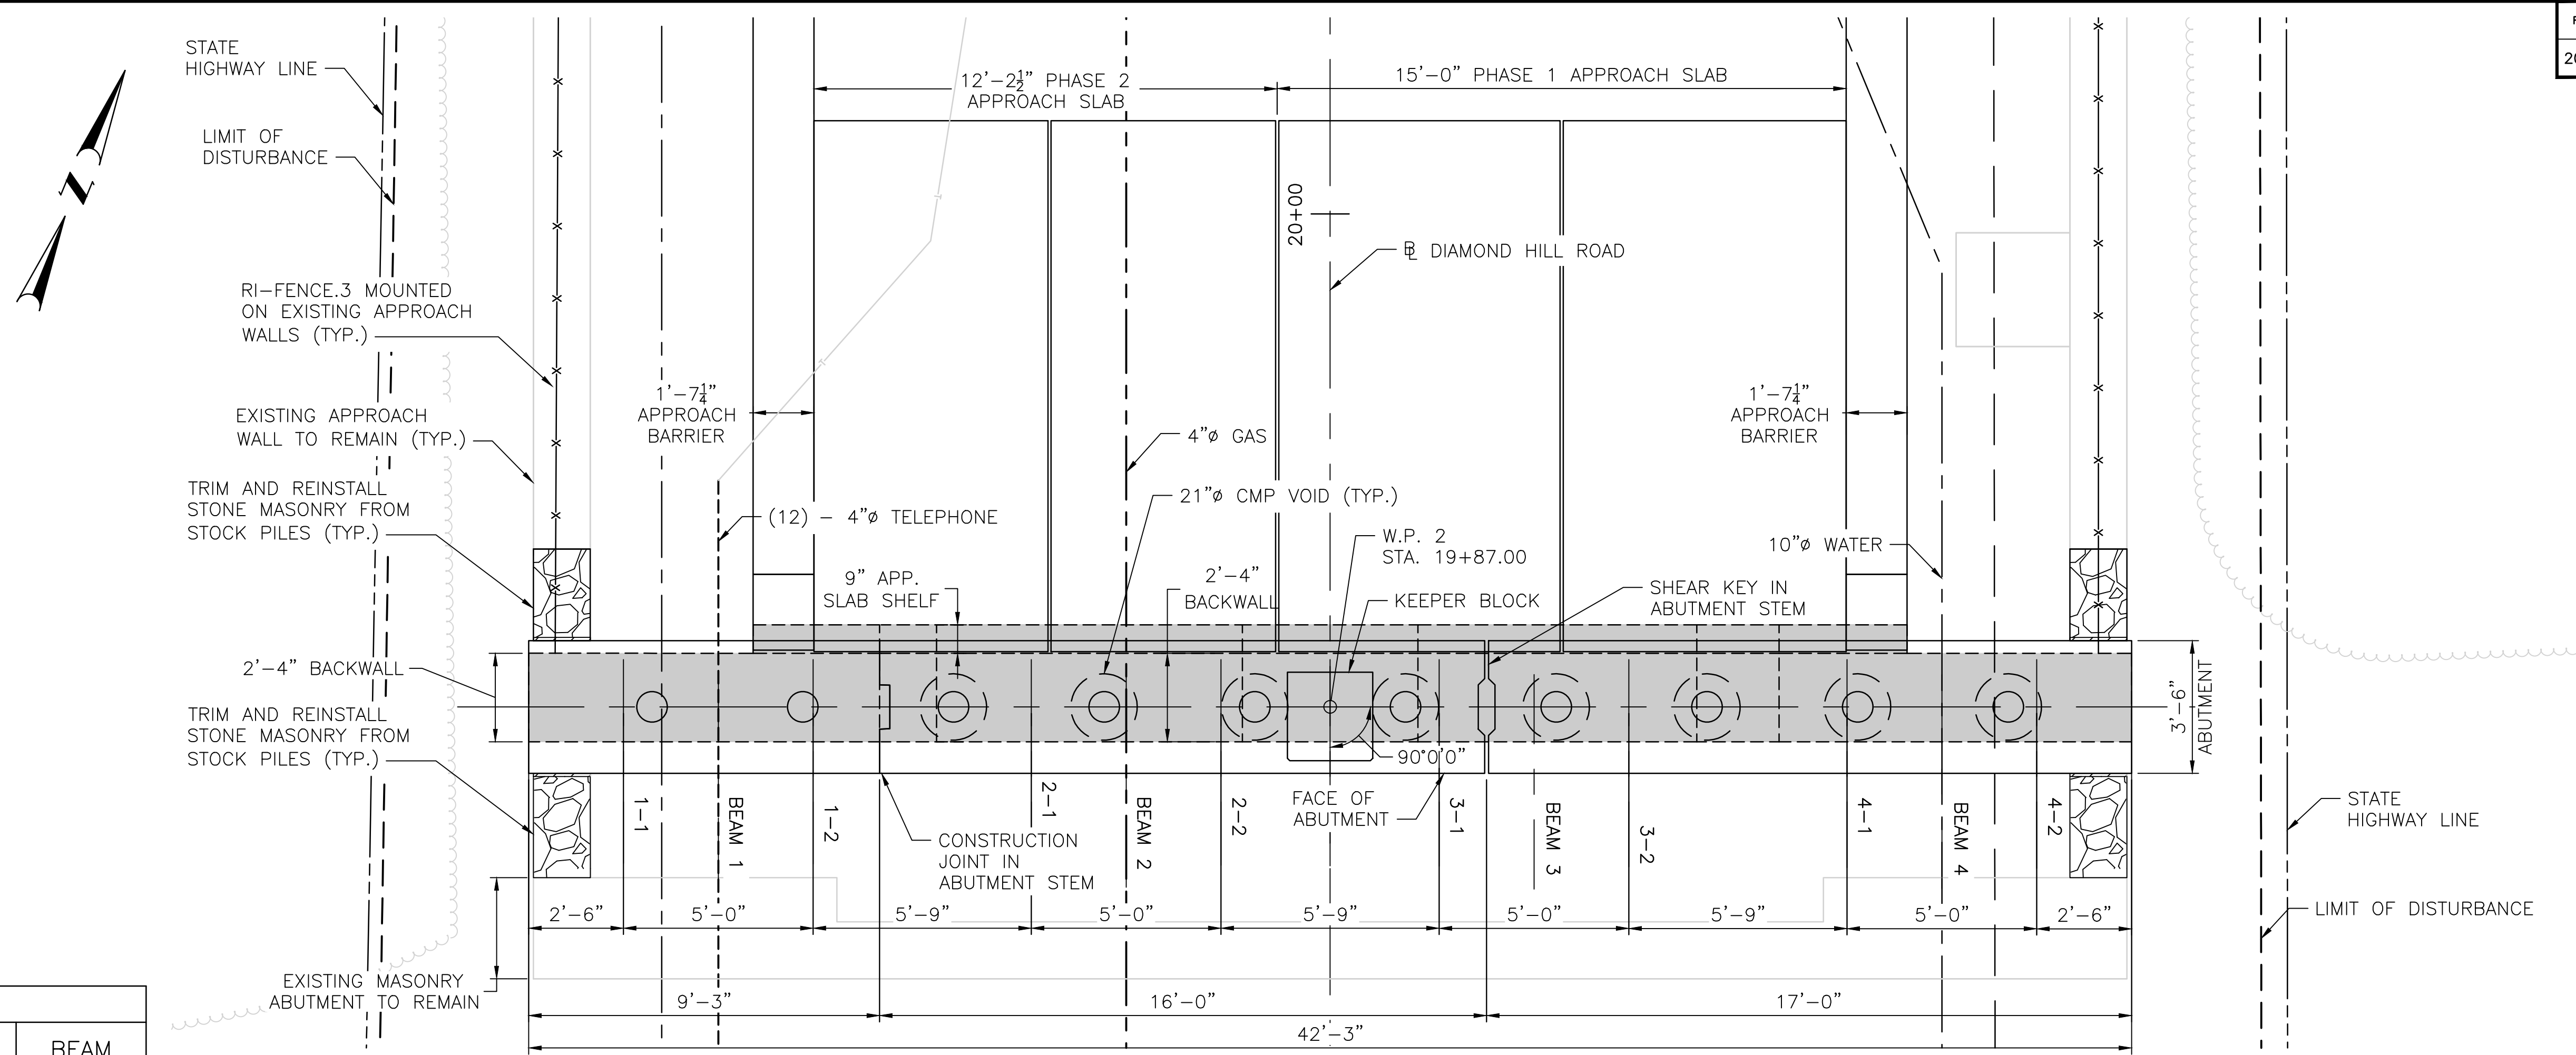 STATE
HIGHWAY LINE
LIMIT OF
DISTURBANCE
Z
RI-FENCE.3 MOUNTED
ON EXISTING APPROACH
WALLS (TYP.)
EXISTING APPROACH
WALL TO REMAIN (TYP.)
TRIM AND REINSTALL
STONE MASONRY FROM
STOCK PILES (TYP.)
2'-4" BACKWALL
TRIM AND REINSTALL
STONE MASONRY FROM
STOCK PILES (TYP.)
EXISTING MASONRY
ABUTMENT TO REMAIN
BEAM
12'-2½" PHASE 2
APPROACH SLAB
15'-0" PHASE 1 APPROACH SLAB
20+00
BL DIAMOND HILL ROAD
1'-7¼"
APPROACH
BARRIER
1'-7¼"
APPROACH
BARRIER
4"ø GAS
21"ø CMP VOID (TYP.)
(12) - 4"ø TELEPHONE
W.P. 2
STA. 19+87.00
10"ø WATER
9" APP.
SLAB SHELF
2'-4"
BACKWALL
KEEPER BLOCK
SHEAR KEY IN
ABUTMENT STEM
90°0'0"
3'-6"
ABUTMENT
FACE OF
ABUTMENT
CONSTRUCTION
JOINT IN
ABUTMENT STEM
1-1
BEAM 1
1-2
2-1
BEAM 2
2-2
3-1
BEAM 3
3-2
4-1
BEAM 4
4-2
STATE
HIGHWAY LINE
LIMIT OF DISTURBANCE
2'-6"
5'-0"
5'-9"
5'-0"
5'-9"
5'-0"
5'-9"
5'-0"
2'-6"
9'-3"
16'-0"
17'-0"
42'-3"
T
T